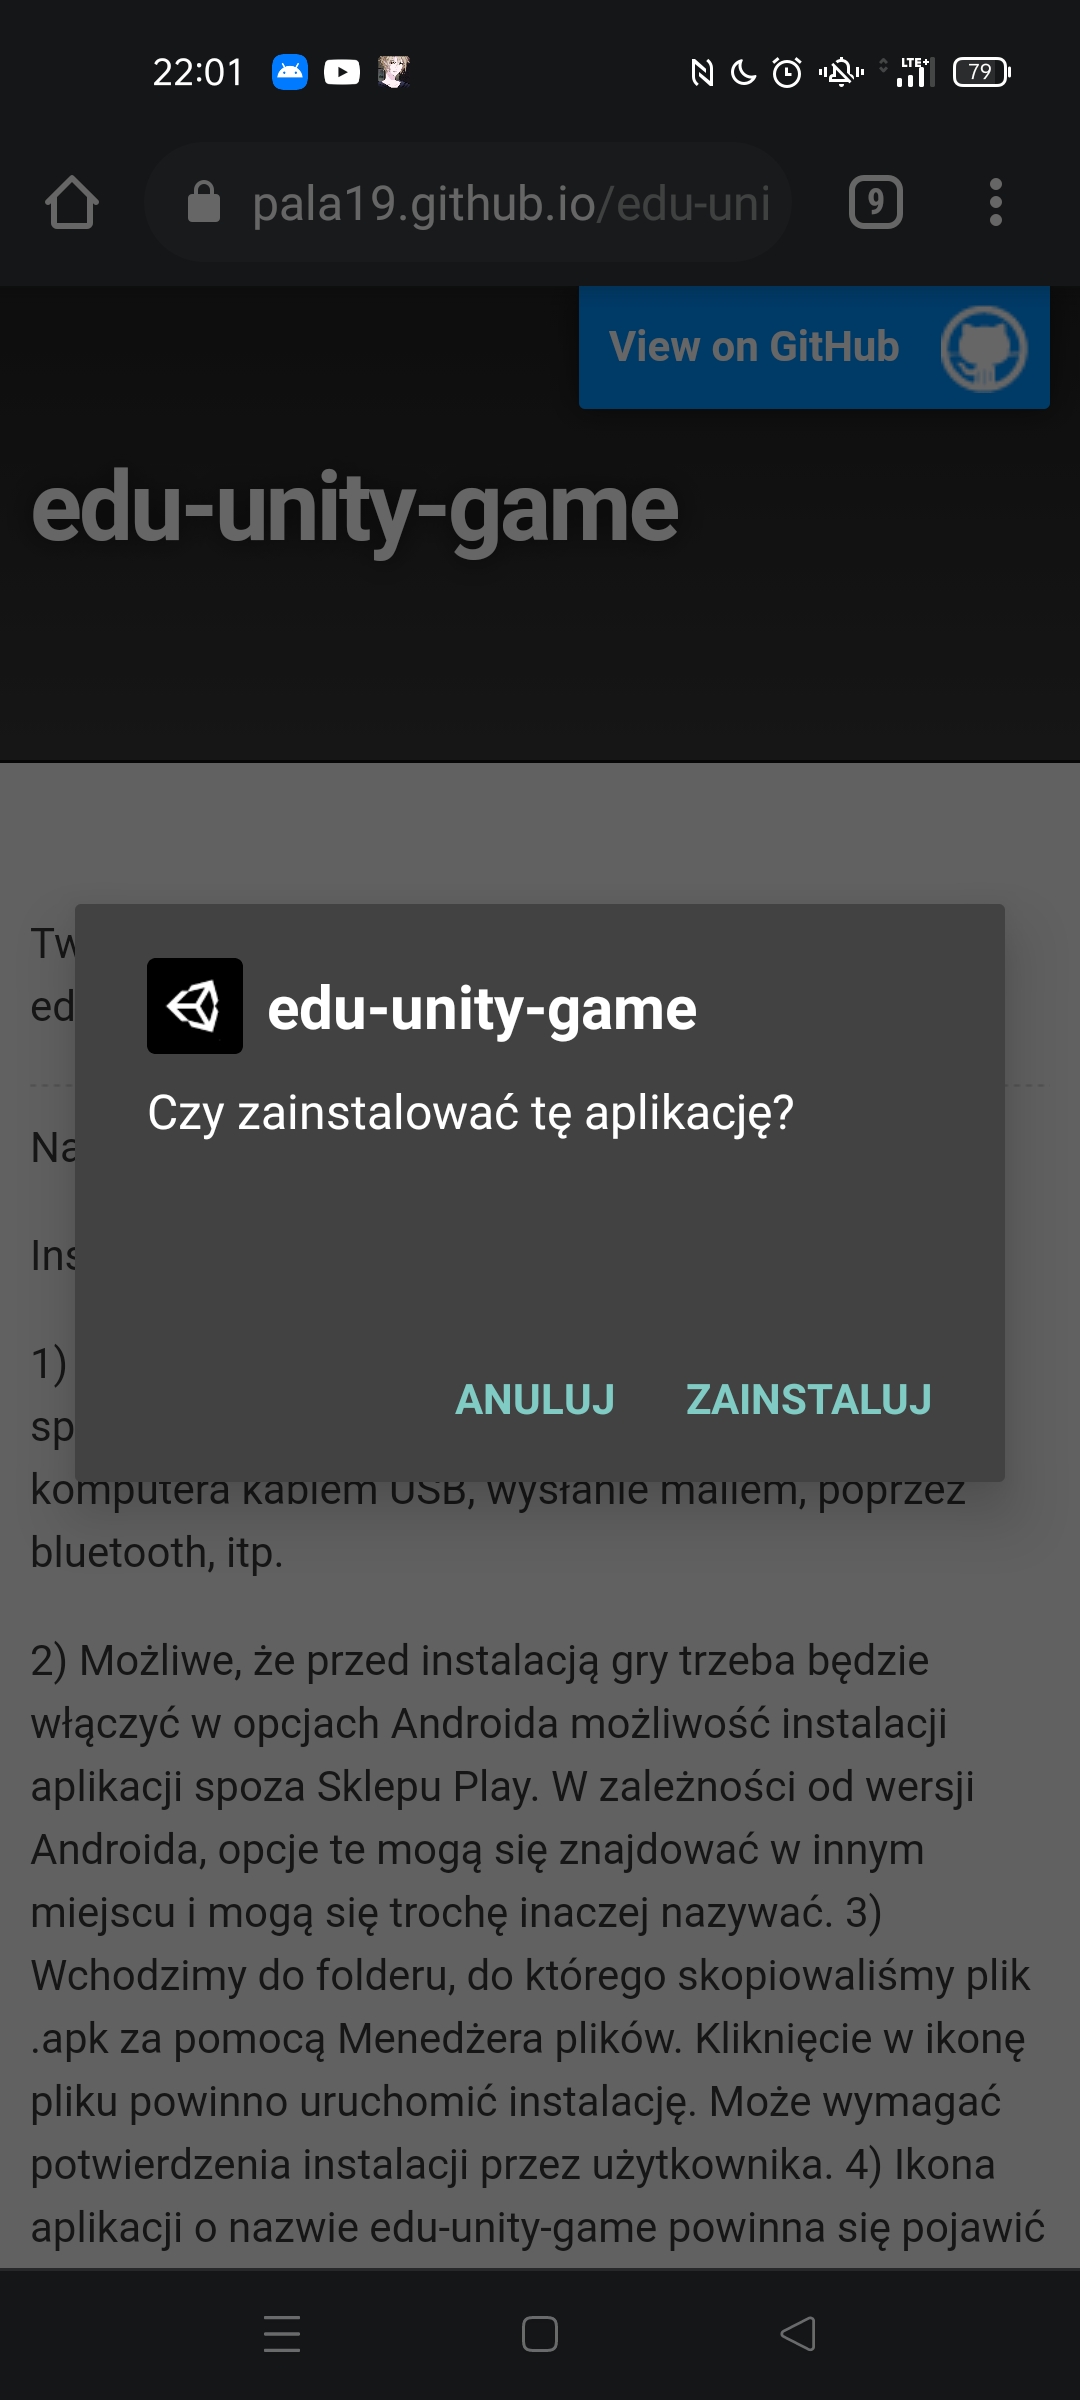 22:01
LTE+
79
pala19.github.io/edu-uni
9
View on GitHub
edu-unity-game
edu-unity-game
Czy zainstalować tę aplikację?
ANULUJ ZAINSTALUJ
1)
komputera kablem USB, wysłanie mailem, poprzez
bluetooth, itp.
2) Możliwe, że przed instalacją gry trzeba będzie
włączyć w opcjach Androida możliwość instalacji
aplikacji spoza Sklepu Play. W zależności od wersji
Androida, opcje te mogą się znajdować w innym
miejscu i mogą się trochę inaczej nazywać. 3)
Wchodzimy do folderu, do którego skopiowaliśmy plik
.apk za pomocą Menedżera plików. Kliknięcie w ikonę
pliku powinno uruchomić instalację. Może wymagać
potwierdzenia instalacji przez użytkownika. 4) Ikona
aplikacji o nazwie edu-unity-game powinna się pojawić